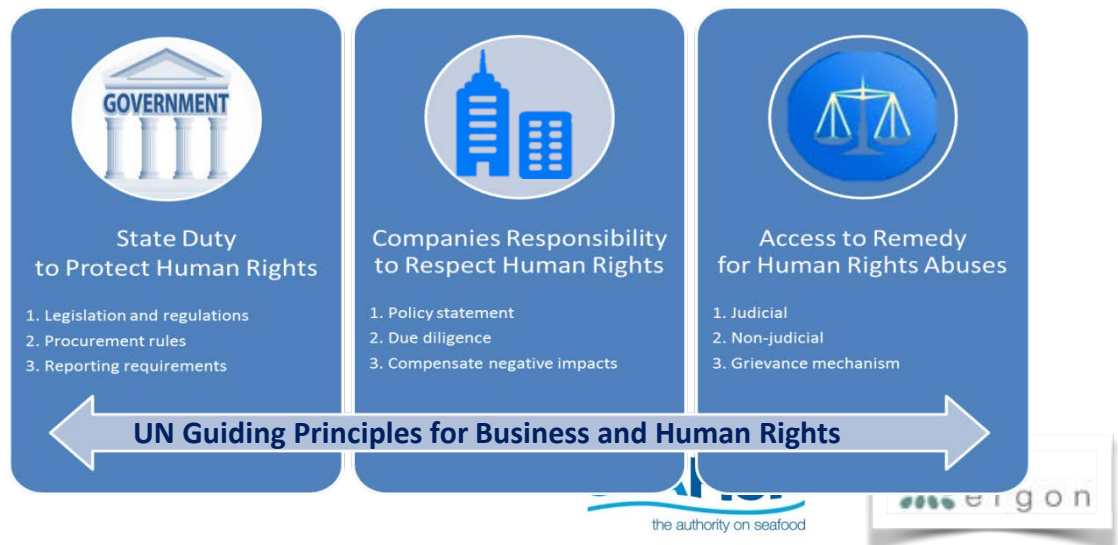 GOVERNMENT
State Duty
to Protect Human Rights
1. Legislation and regulations
2. Procurement rules
3. Reporting requirements
Companies Responsibility
to Respect Human Rights
1. Policy statement
2. Due diligence
3. Compensate negative impacts
Access to Remedy
for Human Rights Abuses
1. Judicial
2. Non-judicial
3. Grievance mechanism
UN Guiding Principles for Business and Human Rights
the authority on seafood
ergon